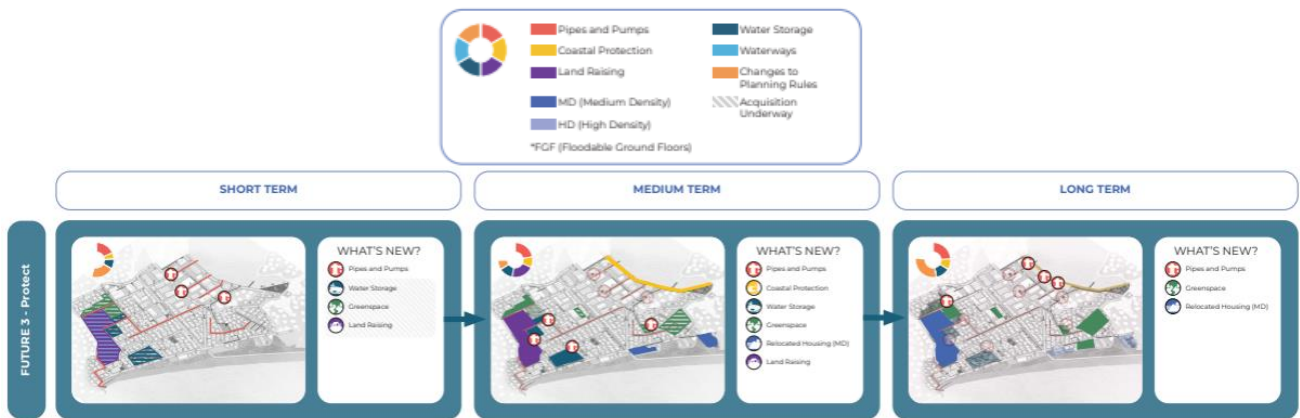 Pipes and Pumps
Coastal Protection
Land Raising
MD (Medium Density)
HD (High Density)
*FGF (Floodable Ground Floors)
Water Storage
Waterways
Changes to
Planning Rules
Acquisition
Underway
SHORT TERM
MEDIUM TERM
LONG TERM
FUTURE 3 - Protect
WHAT'S NEW?
Pipes and Pumps
Water Storage
Greenspace
Land Raising
WHAT'S NEW?
Pipes and Pumps
Coastal Protection
Water Storage
Greenspace
Relocated Housing (MD)
Land Raising
WHAT'S NEW?
Pipes and Pumps
Greenspace
Relocated Housing (MD)